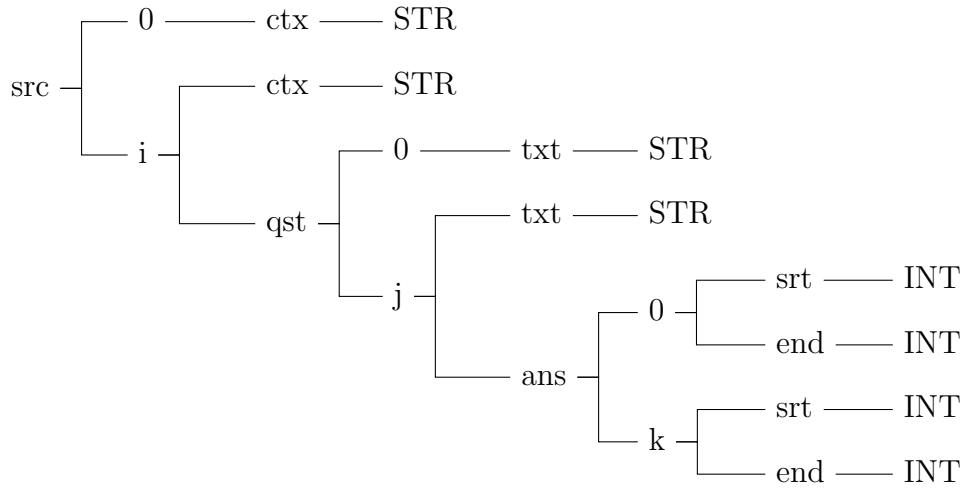 0 ctx STR
src
ctx STR
i
0 txt STR
qst
txt STR
j
srt INT
0
end INT
ans
srt INT
k
end INT